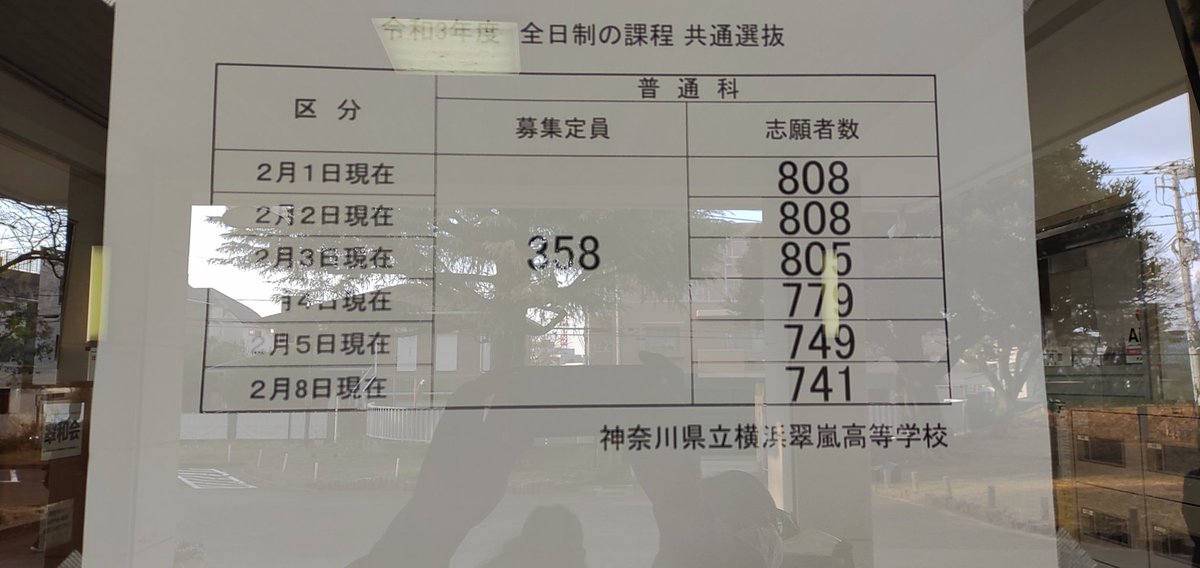 令和3年度 全日制の課程 共通選抜
区分 普通科
募集定員 志願者数
2月1日現在 358 808
2月2日現在 808
2月3日現在 805
月4日現在 779
2月5日現在 749
2月8日現在 741
神奈川県立横浜翠嵐高等学校
翠和会